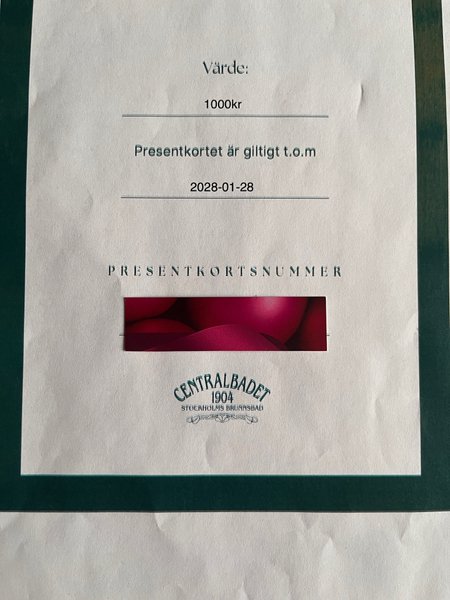 Värde:
1000kr
Presentkortet är giltigt t.o.m
2028-01-28
PRESENTKORTSNUMMER
CENTRALBADET
1904
STOCKHOLMS BRUNNSBAD